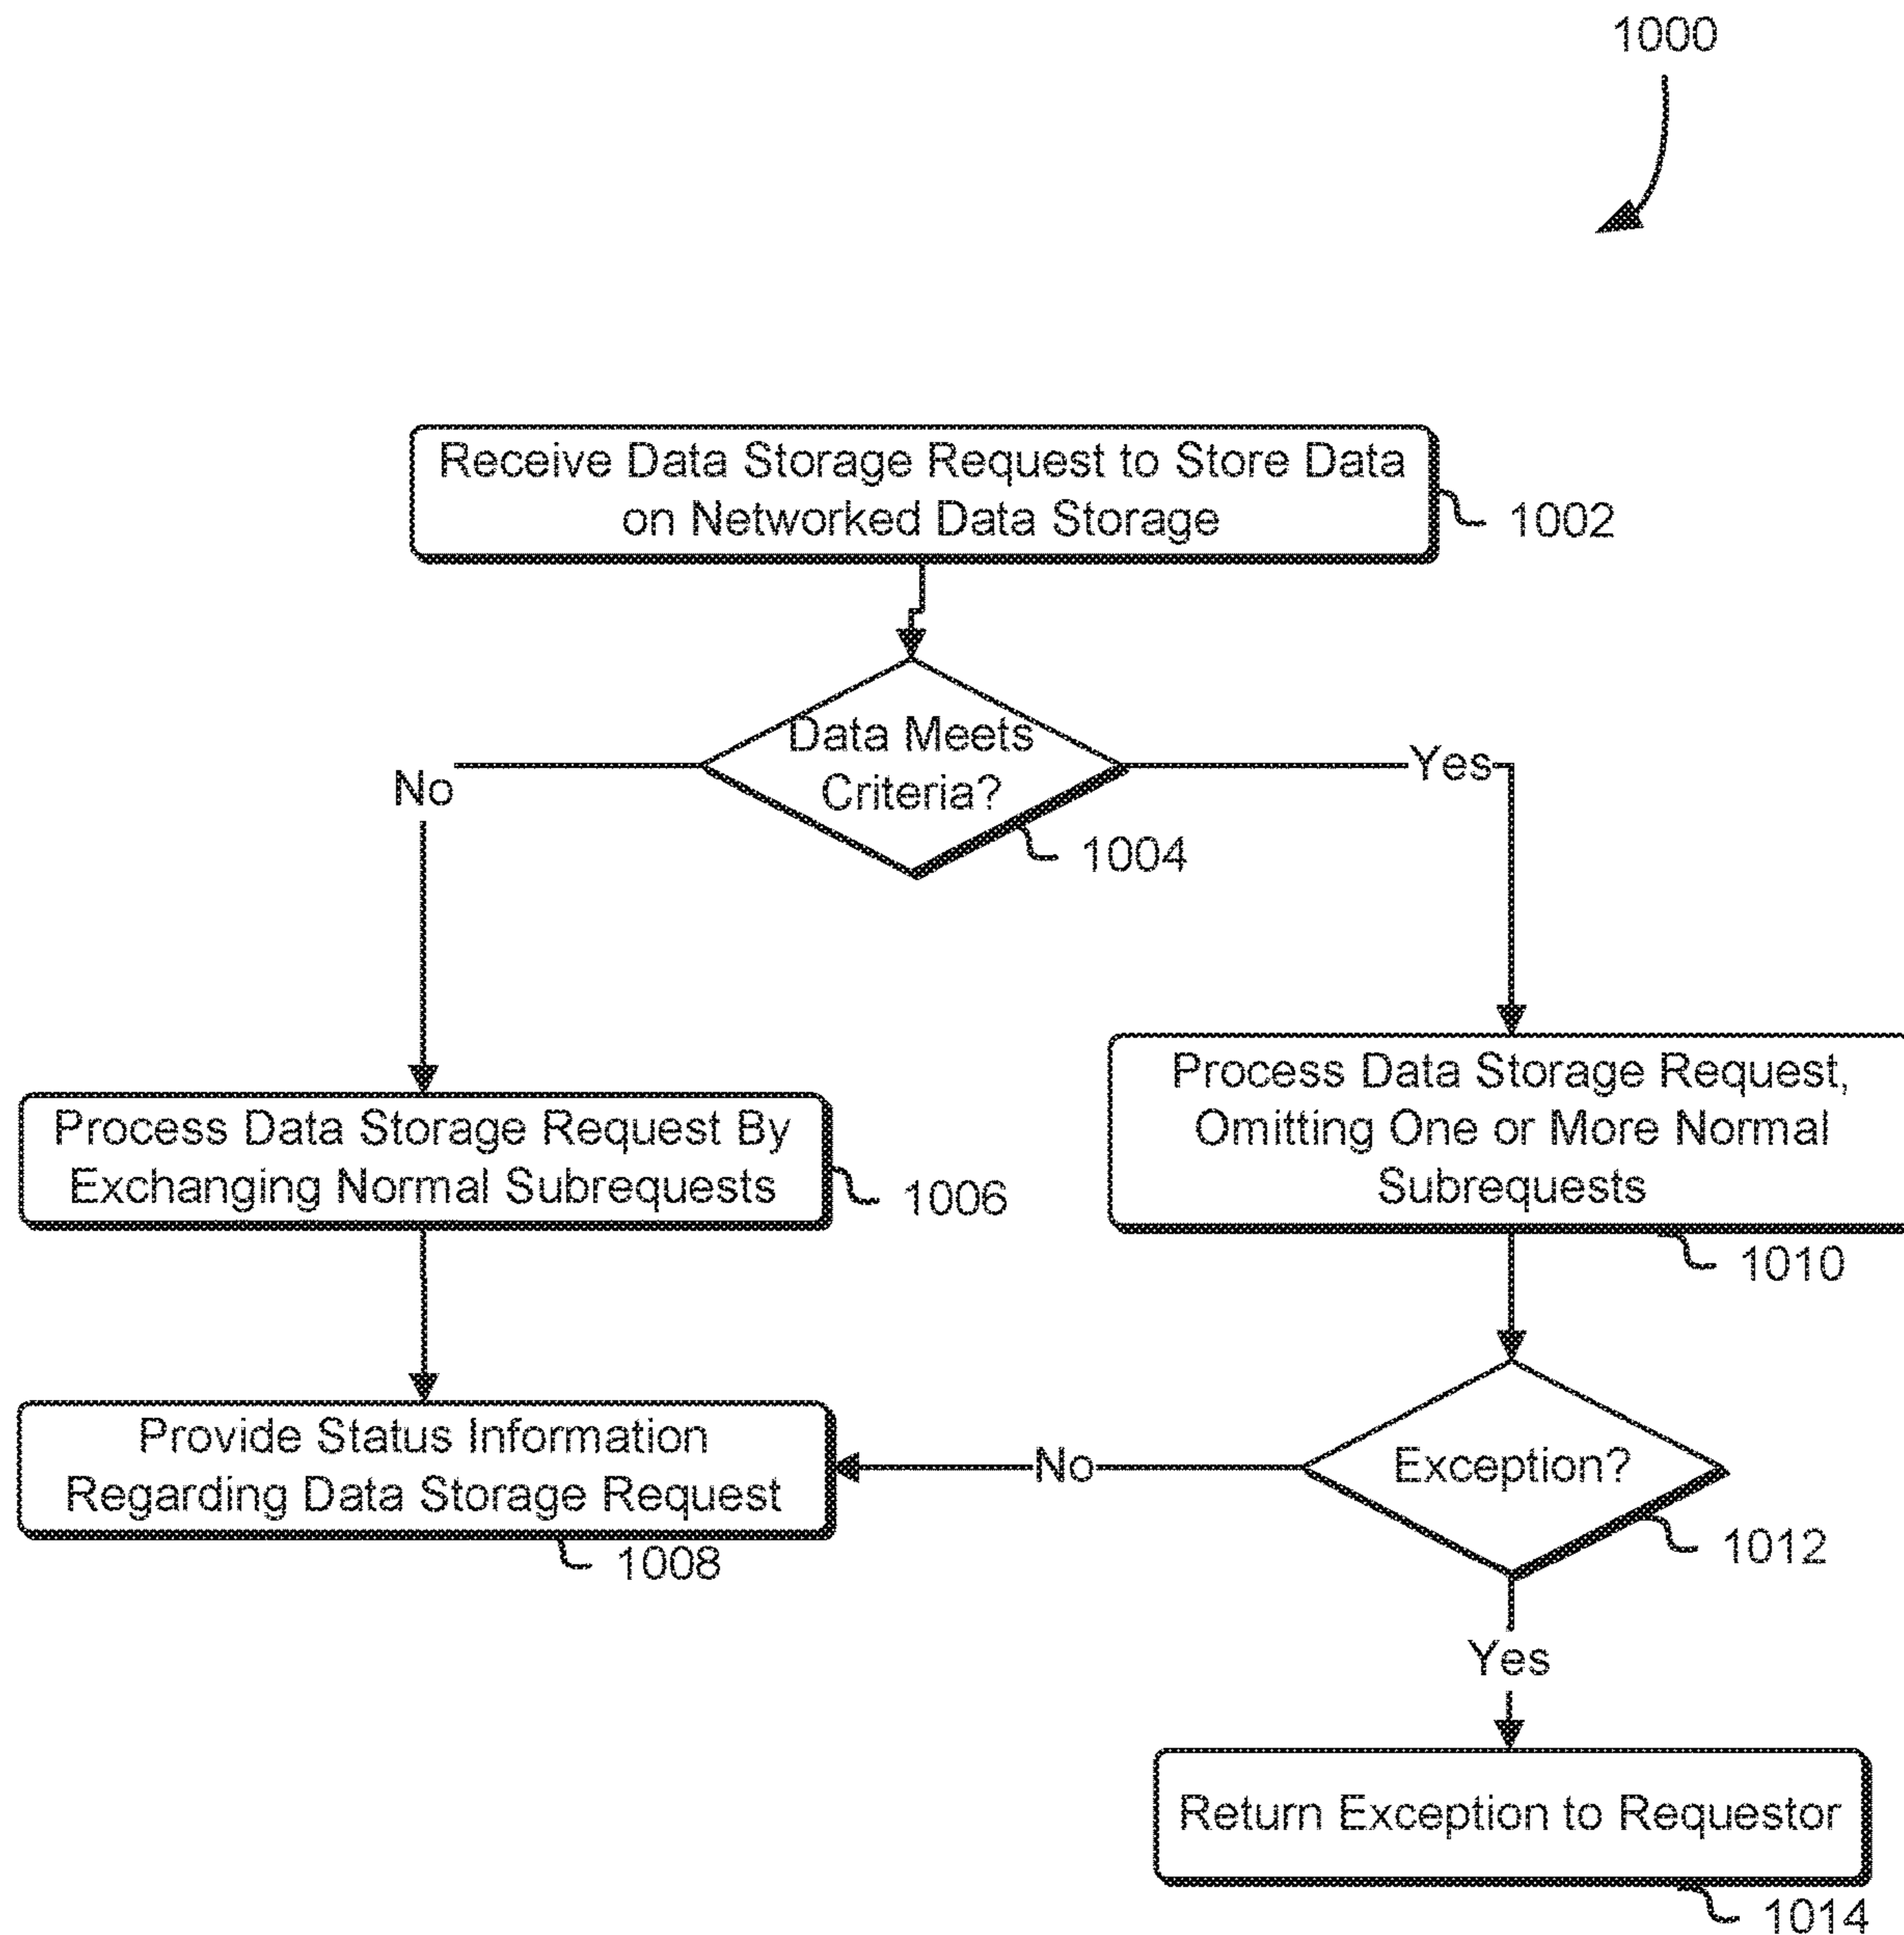 1000
Receive Data Storage Request to Store Data
on Networked Data Storage
1002
Data Meets
Criteria?
1004
No
Yes
Process Data Storage Request By
Exchanging Normal Subrequests
1006
Process Data Storage Request,
Omitting One or More Normal
Subrequests
1010
Provide Status Information
Regarding Data Storage Request
1008
No
Exception?
1012
Yes
Return Exception to Requestor
1014